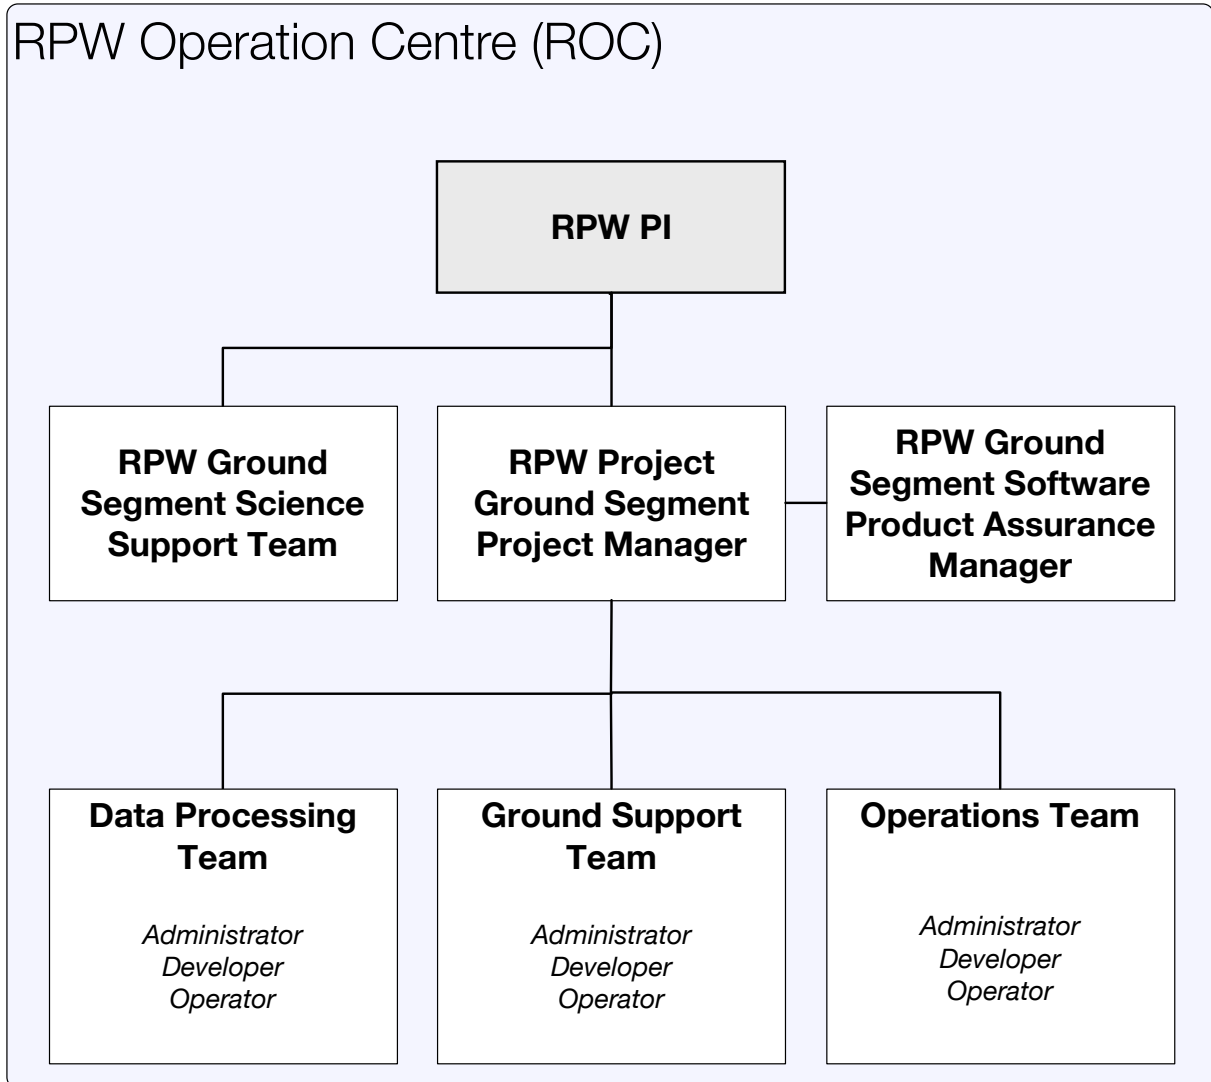 RPW Operation Centre (ROC)
RPW PI
RPW Ground
Segment Science
Support Team
RPW Project
Ground Segment
Project Manager
RPW Ground
Segment Software
Product Assurance
Manager
Data Processing
Team
Administrator
Developer
Operator
Ground Support
Team
Administrator
Developer
Operator
Operations Team
Administrator
Developer
Operator